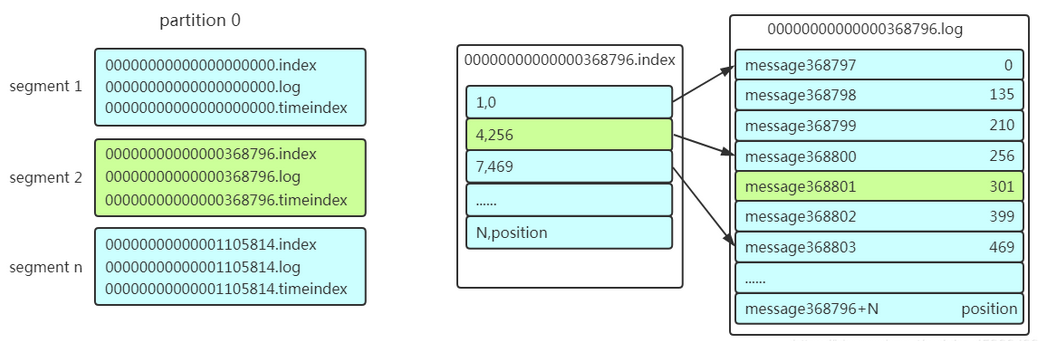 partition 0
segment 1
00000000000000000000.index
00000000000000000000.log
00000000000000000000.timeindex
segment 2
00000000000000368796.index
00000000000000368796.log
00000000000000368796.timeindex
segment n
00000000000001105814.index
00000000000001105814.log
00000000000001105814.timeindex
00000000000000368796.index
1,0
4,256
7,469
......
N,position
00000000000000368796.log
message368797 0
message368798 135
message368799 210
message368800 256
message368801 301
message368802 399
message368803 469
......
message368796+N position